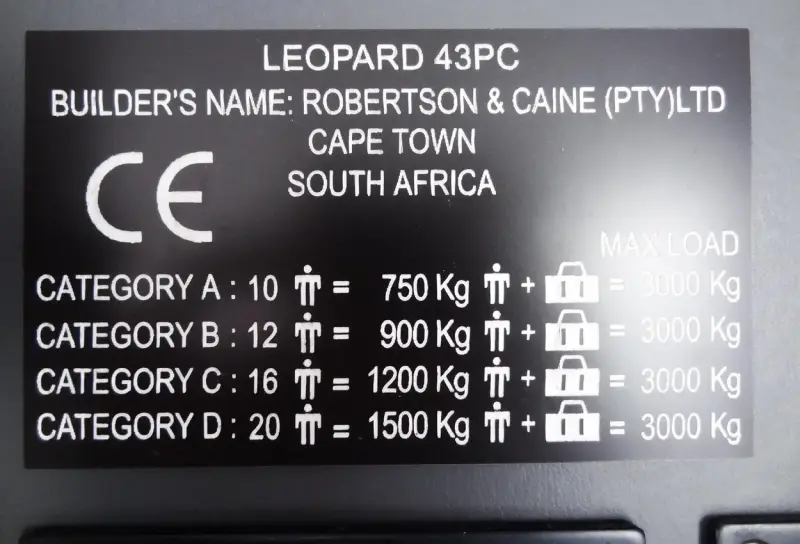 LEOPARD 43PC
BUILDER'S NAME: ROBERTSON & CAINE (PTY)LTD
CAPE TOWN
SOUTH AFRICA
CE
MAX LOAD
CATEGORY A : 10 = 750 Kg + = 3000 Kg
CATEGORY B : 12 = 900 Kg + = 3000 Kg
CATEGORY C : 16 = 1200 Kg + = 3000 Kg
CATEGORY D : 20 = 1500 Kg + = 3000 Kg